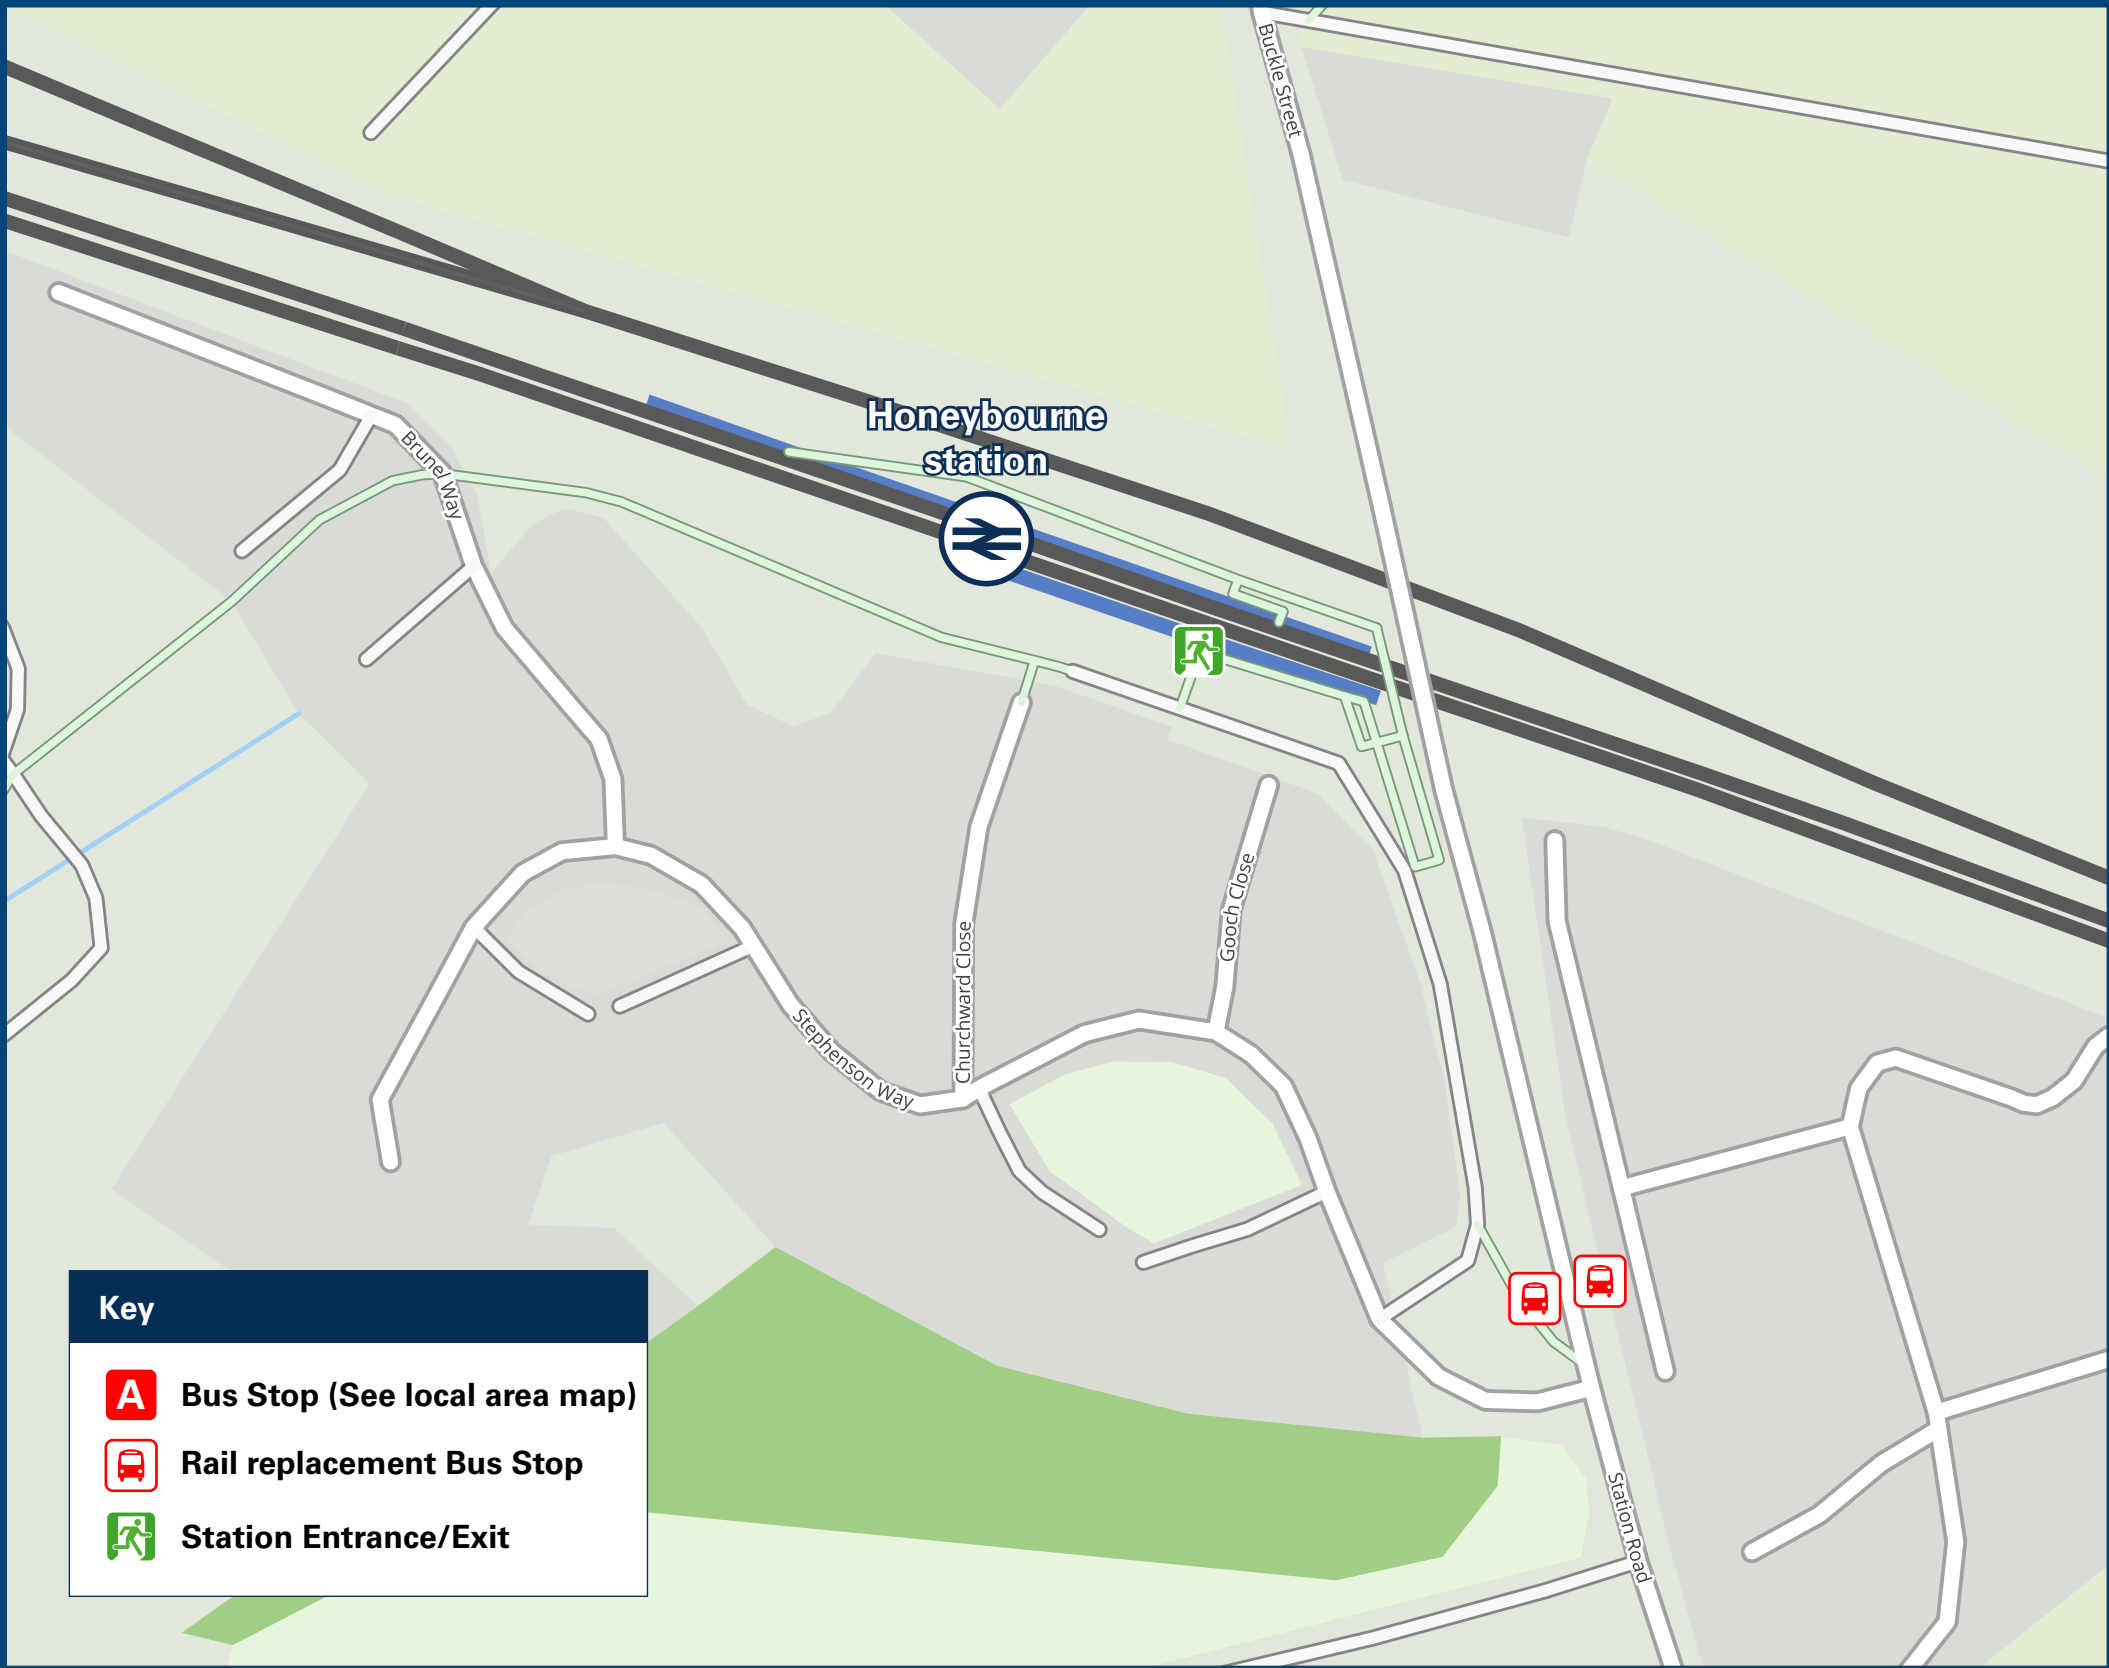 Buckle Street
Honeybourne
station
Brunel Way
Gooch Close
Churchward Close
Stephenson Way
Station Road
Key
A Bus Stop (See local area map)
Rail replacement Bus Stop
Station Entrance/Exit